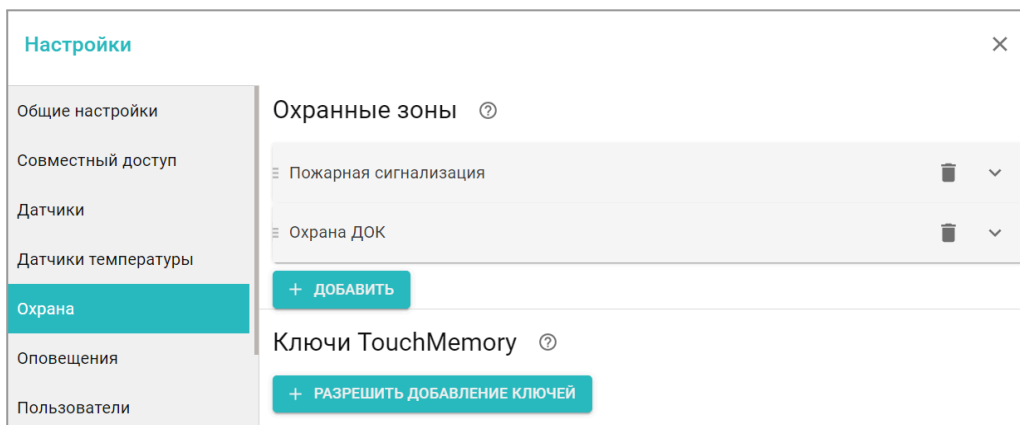 Настройки
Общие настройки
Совместный доступ
Датчики
Датчики температуры
Охрана
Оповещения
Пользователи
Охранные зоны
Пожарная сигнализация
Охрана ДОК
+ ДОБАВИТЬ
Ключи TouchMemory
+ РАЗРЕШИТЬ ДОБАВЛЕНИЕ КЛЮЧЕЙ